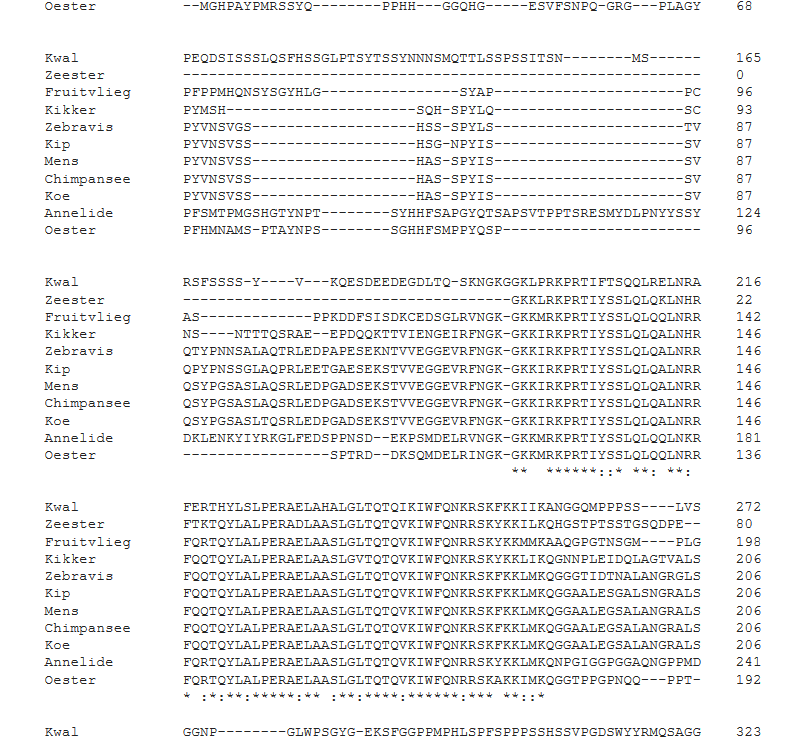 Oester --MGHPAYPMRSSYQ--------PPHH---GGQHG-----ESVFSNPQ-GRG---PLAGY 68
Kwal PEQDSISSSLQSFHSSGLPTSYTSSYNNNSMQTTLSSPSSITSN--------MS------ 165
Zeester ------------------------------------------------------------ 0
Fruitvlieg PFPPMHQNSYSGYHLG----------------SYAP----------------------PC 96
Kikker PYMSH----------------------SQH-SPYLQ----------------------SC 93
Zebravis PYVNSVGS-------------------HSS-SPYLS----------------------TV 87
Kip PYVNSVSS-------------------HSG-NPYIS----------------------SV 87
Mens PYVNSVSS-------------------HAS-SPYIS----------------------SV 87
Chimpansee PYVNSVSS-------------------HAS-SPYIS----------------------SV 87
Koe PYVNSVSS-------------------HAS-SPYIS----------------------SV 87
Annelide PFSMTPMGSHGTYNPT--------SYHHFSAPGYQTSAPSVTPPTSRESMYDLPNYYSSY 124
Oester PFHMNAMS-PTAYNPS--------SGHHFSMPPYQSP----------------------- 96
Kwal RSFSSSS-Y----V---KQESDEEDEGDLTQ-SKNGKGGKLPRKPRTIFTSQQLRELNRA 216
Zeester --------------------------------------GKKLRKPRTIYSSLQLQKLNHR 22
Fruitvlieg AS-------------PPKDDFSISDKCEDSGLRVNGK-GKKMRKPRTIYSSLQLQQLNRR 142
Kikker NS----NTTTQSRAE--EPDQQKTTVIENGEIRFNGK-GKKIRKPRTIYSSLQLQALNHR 146
Zebravis QTYPNNSALAQTRLEDPAPESEKNTVVEGGEVRFNGK-GKKIRKPRTIYSSLQLQALNRR 146
Kip QPYPNSSGLAQPRLEETGAESEKSTVVEGGEVRFNGK-GKKIRKPRTIYSSLQLQALNRR 146
Mens QSYPGSASLAQSRLEDPGADSEKSTVVEGGEVRFNGK-GKKIRKPRTIYSSLQLQALNRR 146
Chimpansee QSYPGSASLAQSRLEDPGADSEKSTVVEGGEVRFNGK-GKKIRKPRTIYSSLQLQALNRR 146
Koe QSYPGSASLTQSRLEDPGADSEKSTVVEGGEVRFNGK-GKKIRKPRTIYSSLQLQALNRR 146
Annelide DKLENKYIYRKGLFEDSPPNSD--EKPSMDELRVNGK-GKKMRKPRTIYSSLQLQQLNKR 181
Oester -----------------SPTRD--DKSQMDELRINGK-GKKMRKPRTIYSSLQLQQLNRR 136
** ******::* **: **:
Kwal FERTHYLSLPERAELAHALGLTQTQIKIWFQNKRSKFKKIIKANGGQMPPPSS----LVS 272
Zeester FTKTQYLALPERADLAASLGLTQTQVKIWFQNKRSKYKKILKQHGSTPTSSTGSQDPE-- 80
Fruitvlieg FQRTQYLALPERAELAASLGLTQTQVKIWFQNRRSKYKKMMKAAQGPGTNSGM----PLG 198
Kikker FQQTQYLALPERAELAASLGVTQTQVKIWFQNKRSKYKKLIKQGNNPLEIDQLAGTVALS 206
Zebravis FQQTQYLALPERAELAASLGLTQTQVKIWFQNKRSKFKKLMKQGGGTIDTNALANGRGLS 206
Kip FQQTQYLALPERAELAASLGLTQTQVKIWFQNKRSKFKKLMKQGGAALESGALSNGRALS 206
Mens FQQTQYLALPERAELAASLGLTQTQVKIWFQNKRSKFKKLMKQGGAALEGSALANGRALS 206
Chimpansee FQQTQYLALPERAELAASLGLTQTQVKIWFQNKRSKFKKLMKQGGAALEGSALANGRALS 206
Koe FQQTQYLALPERAELAASLGLTQTQVKIWFQNKRSKFKKLMKQGGAALEGSALANGRALS 206
Annelide FQRTQYLALPERAELAASLGLTQTQVKIWFQNRRSKYKKLMKQNPGIGGPGGAQNGPPMD 241
Oester FQRTQYLALPERAELAASLGLTQTQVKIWFQNRRSKAKKIMKQGGTPPGPNQQ---PPT- 192
* :*:**:*****:** :**:****:******:*** **::*
Kwal GGNP--------GLWPSGYG-EKSFGGPPMPHLSPFSPPPSSHSSVPGDSWYYRMQSAGG 323